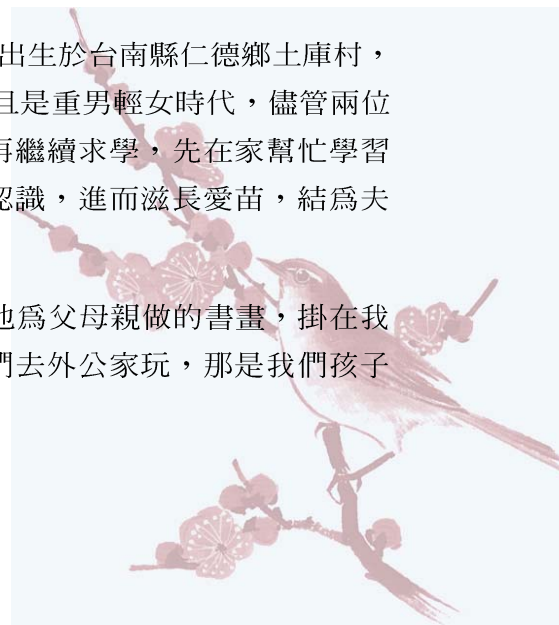 出生於台南縣仁德鄉土庫村，
且是重男輕女時代，儘管兩位
再繼續求學，先在家幫忙學習
認識，進而滋長愛苗，結爲夫
他爲父母親做的書畫，掛在我
們去外公家玩，那是我們孩子